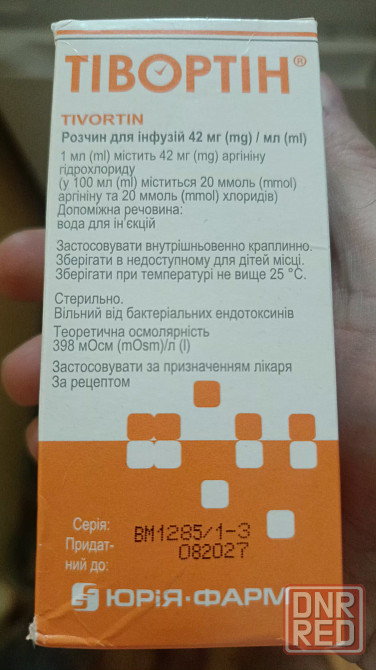 ТІВОРТІН®
TIVORTIN
Розчин для інфузій 42 мг (mg) / мл (ml)
1 мл (ml) містить 42 мг (mg) аргініну
гідрохлориду
(у 100 мл (ml) міститься 20 ммоль (mmol)
аргініну та 20 ммоль (mmol) хлоридів)
Допоміжна речовина:
вода для ін'єкцій
Застосовувати внутрішньовенно краплинно.
Зберігати в недоступному для дітей місці.
Зберігати при температурі не вище 25 °C.
Стерильно.
Вільний від бактеріальних ендотоксинів
Теоретична осмолярність
398 мОсм (mOsm)/л (l)
Застосовувати за призначенням лікаря
За рецептом
Серія: BM1285/1-3
Придат-
ний до: 082027
ЮРіЯ·ФАРМ
DNR
RED